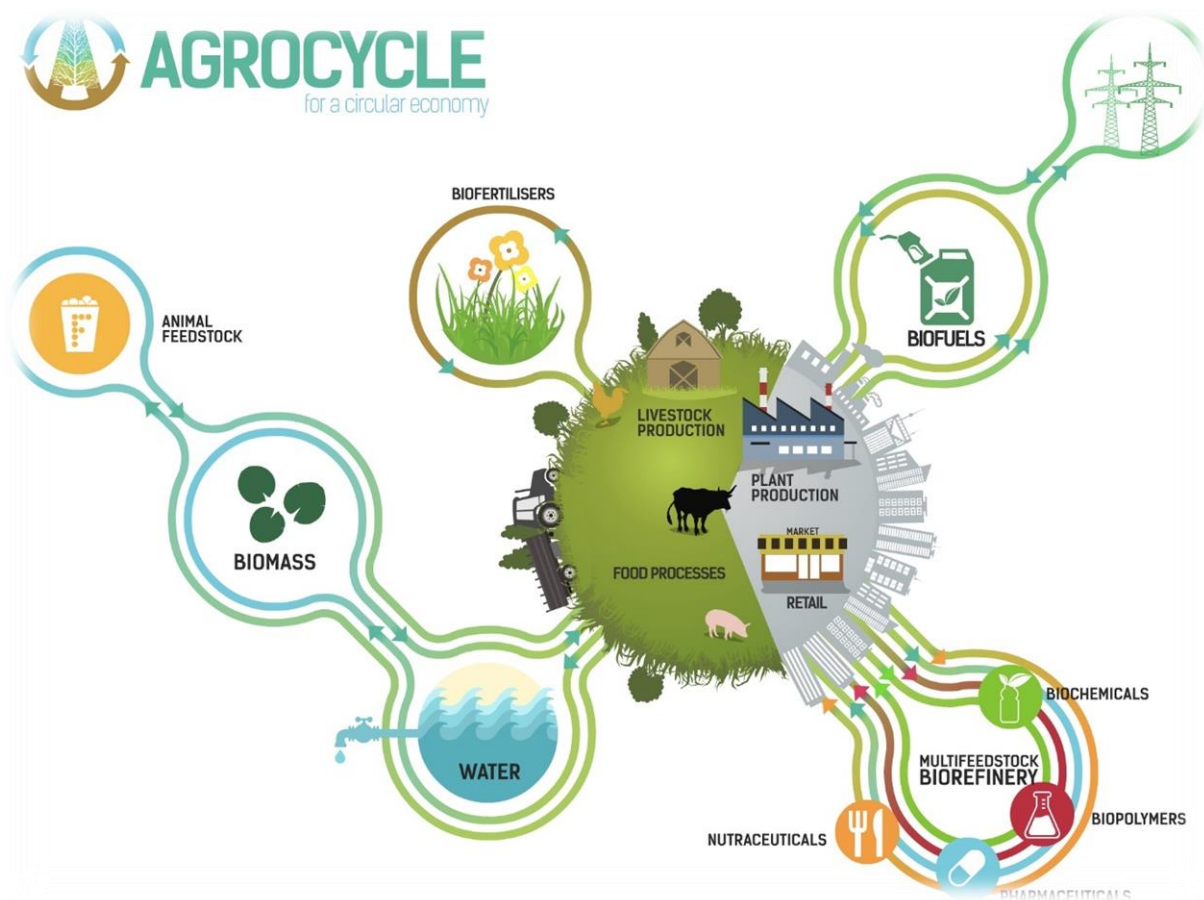 AGROCYCLE
for a circular economy
BIOFERTILISERS
ANIMAL
FEEDSTOCK
BIOFUELS
LIVESTOCK
PRODUCTION
PLANT
PRODUCTION
MARKET
BIOMASS
FOOD PROCESSES
RETAIL
BIOCHEMICALS
WATER
MULTIFEEDSTOCK
BIOREFINERY
BIOPOLYMERS
NUTRACEUTICALS
PHARMACEUTICALS